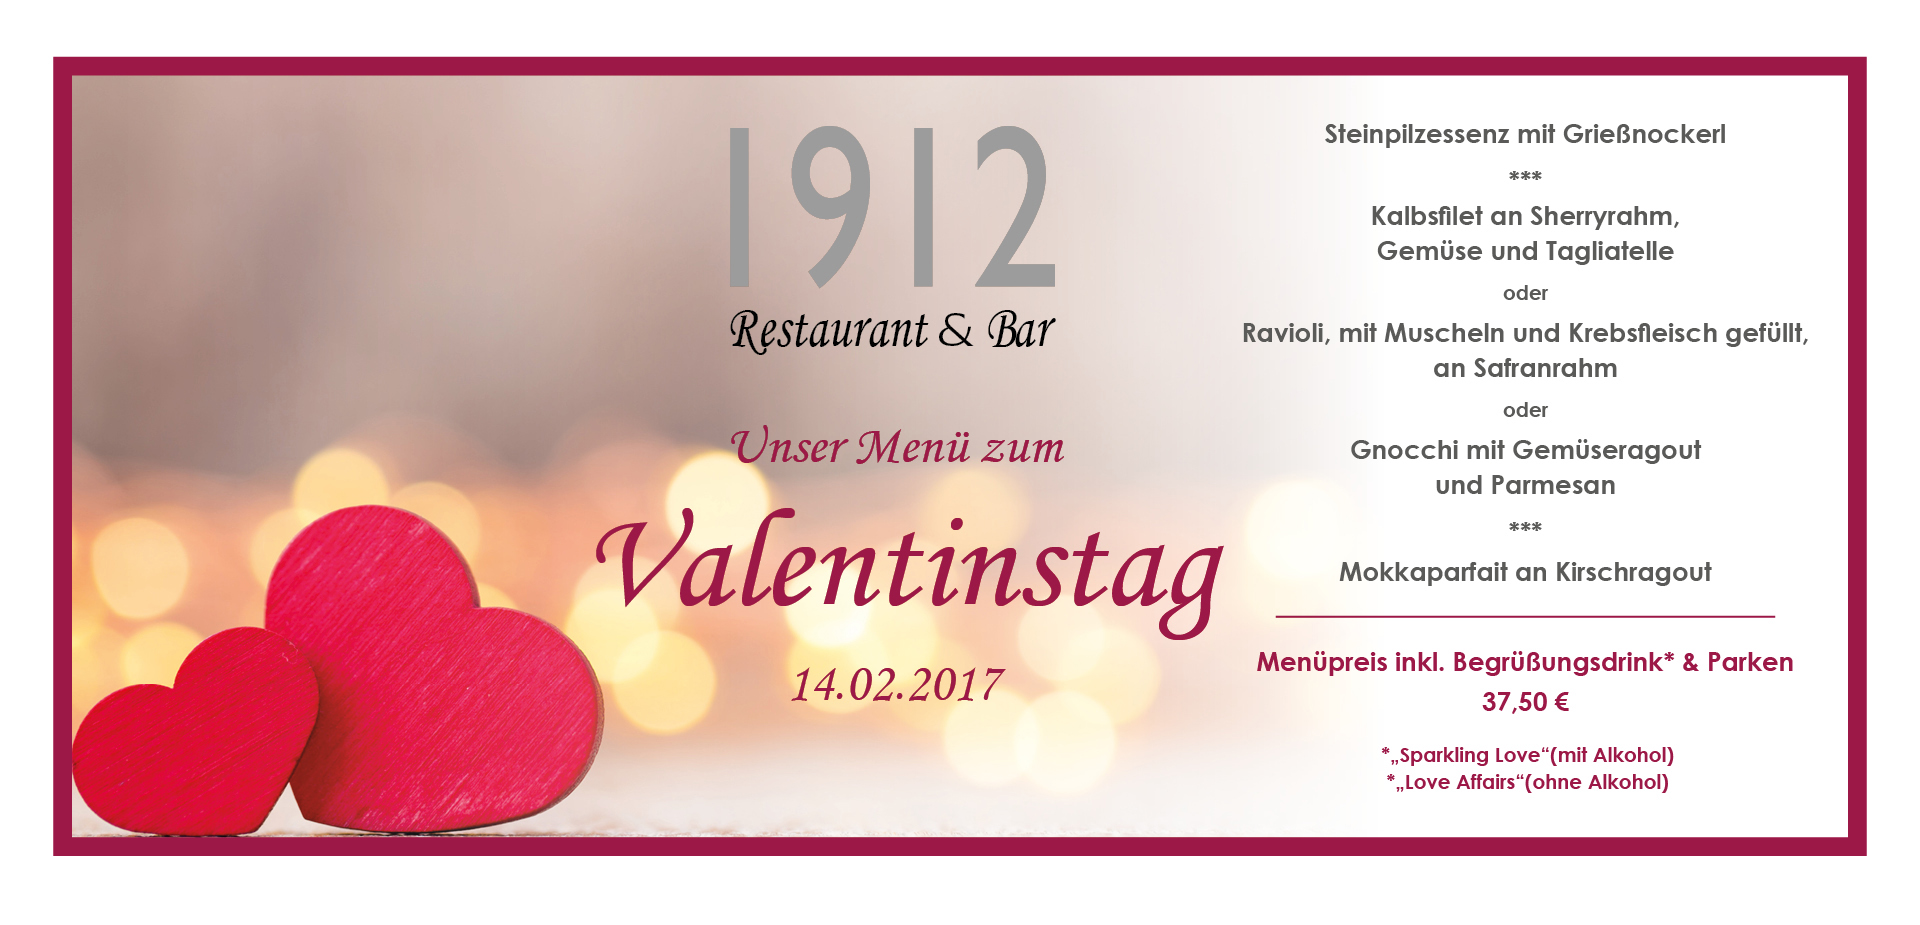 1912
Restaurant & Bar
Unser Menü zum
Valentinstag
14.02.2017
Steinpilzessenz mit Grießnockerl
***
Kalbsfilet an Sherryrahm,
Gemüse und Tagliatelle
oder
Ravioli, mit Muscheln und Krebsfleisch gefüllt,
an Safranrahm
oder
Gnocchi mit Gemüseragout
und Parmesan
***
Mokkaparfait an Kirschragout
Menüpreis inkl. Begrüßungsdrink* & Parken
37,50 €
*„Sparkling Love“(mit Alkohol)
*„Love Affairs“(ohne Alkohol)